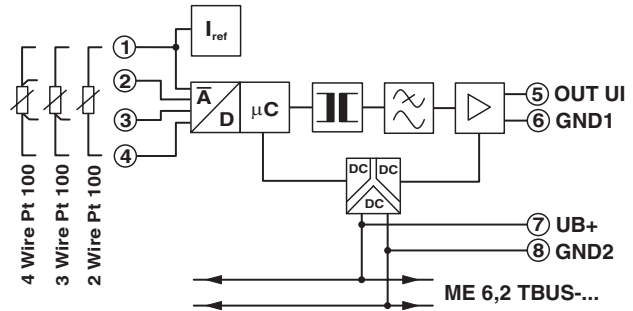 I ref
1
2
3
4
A
D
μC
5 OUT UI
6 GND1
DC DC
DC
7 UB+
8 GND2
ME 6,2 TBUS-...
4 Wire Pt 100
3 Wire Pt 100
2 Wire Pt 100